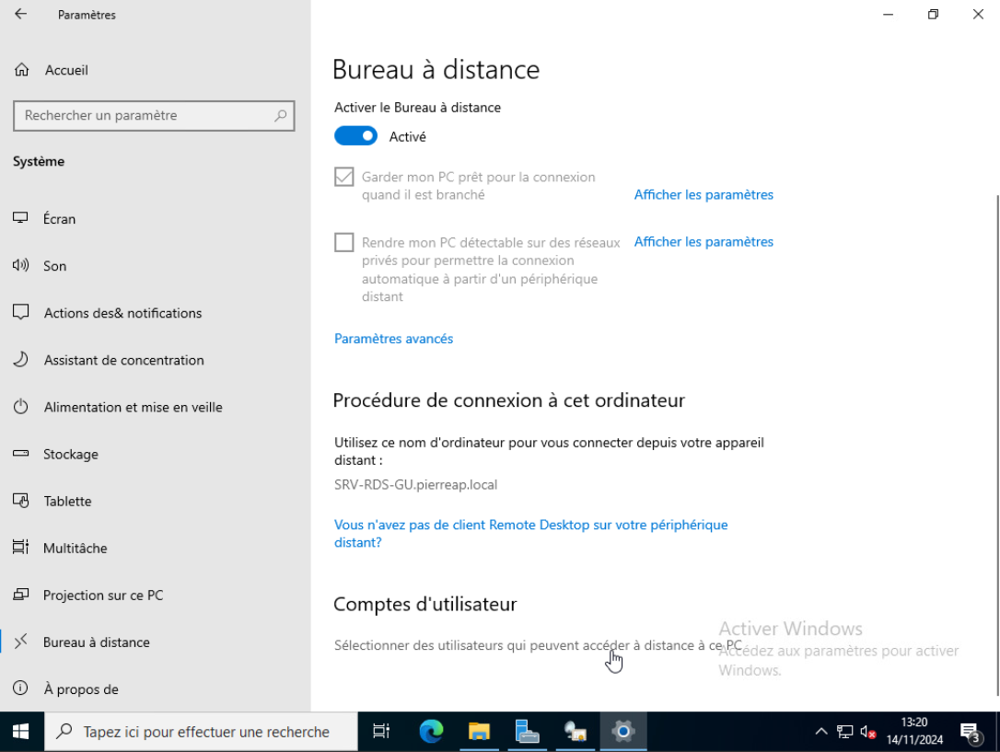 Paramètres
Accueil
Rechercher un paramètre
Système
Écran
Son
Actions des& notifications
Assistant de concentration
Alimentation et mise en veille
Stockage
Tablette
Multitâche
Projection sur ce PC
Bureau à distance
À propos de
Bureau à distance
Activer le Bureau à distance
Activé
Garder mon PC prêt pour la connexion
quand il est branché
Afficher les paramètres
Rendre mon PC détectable sur des réseaux
privés pour permettre la connexion
automatique à partir d'un périphérique
distant
Afficher les paramètres
Paramètres avancés
Procédure de connexion à cet ordinateur
Utilisez ce nom d'ordinateur pour vous connecter depuis votre appareil
distant :
SRV-RDS-GU.pierreap.local
Vous n'avez pas de client Remote Desktop sur votre périphérique
distant?
Comptes d'utilisateur
Sélectionner des utilisateurs qui peuvent accéder à distance à ce PC
Activer Windows
Accédez aux paramètres pour activer
Windows.
Tapez ici pour effectuer une recherche
13:20
14/11/2024
3